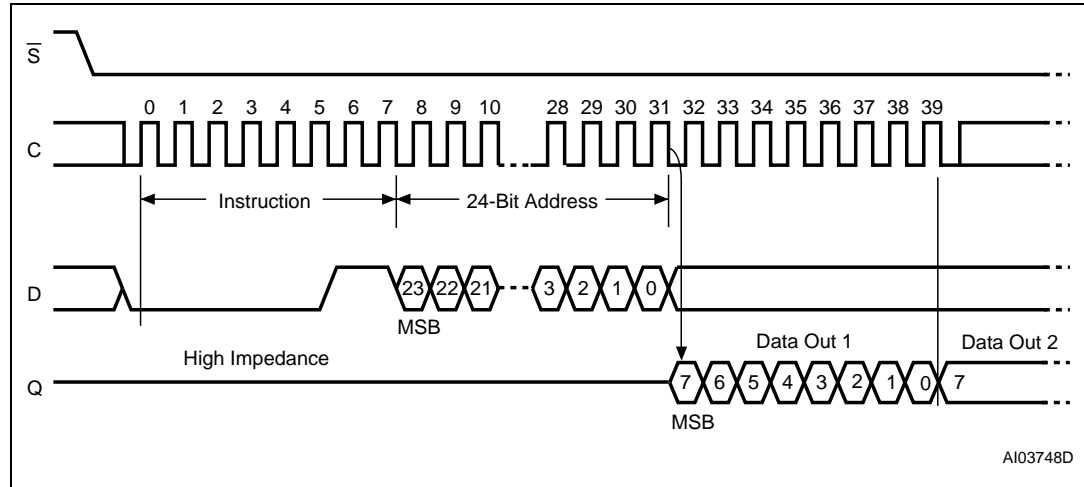 S
0 1 2 3 4 5 6 7 8 9 10 28 29 30 31 32 33 34 35 36 37 38 39
C
Instruction 24-Bit Address
D
23 22 21 3 2 1 0
MSB
High Impedance
Data Out 1 Data Out 2
Q
7 6 5 4 3 2 1 0 7
MSB
AI03748D